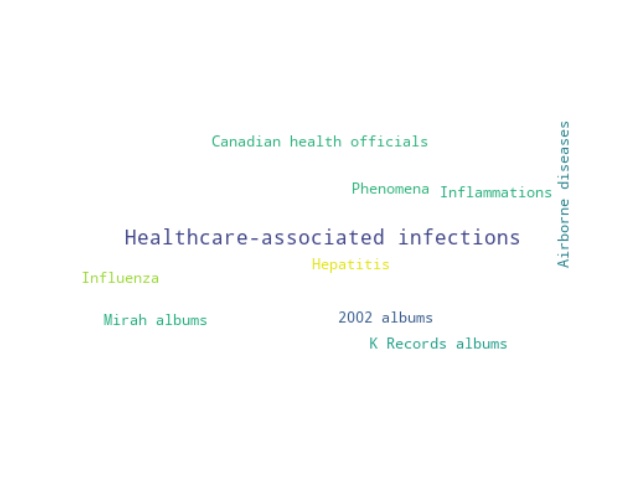 Canadian health officials
Airborne diseases
Phenomena
Inflammations
Healthcare-associated infections
Hepatitis
Influenza
2002 albums
Mirah albums
K Records albums